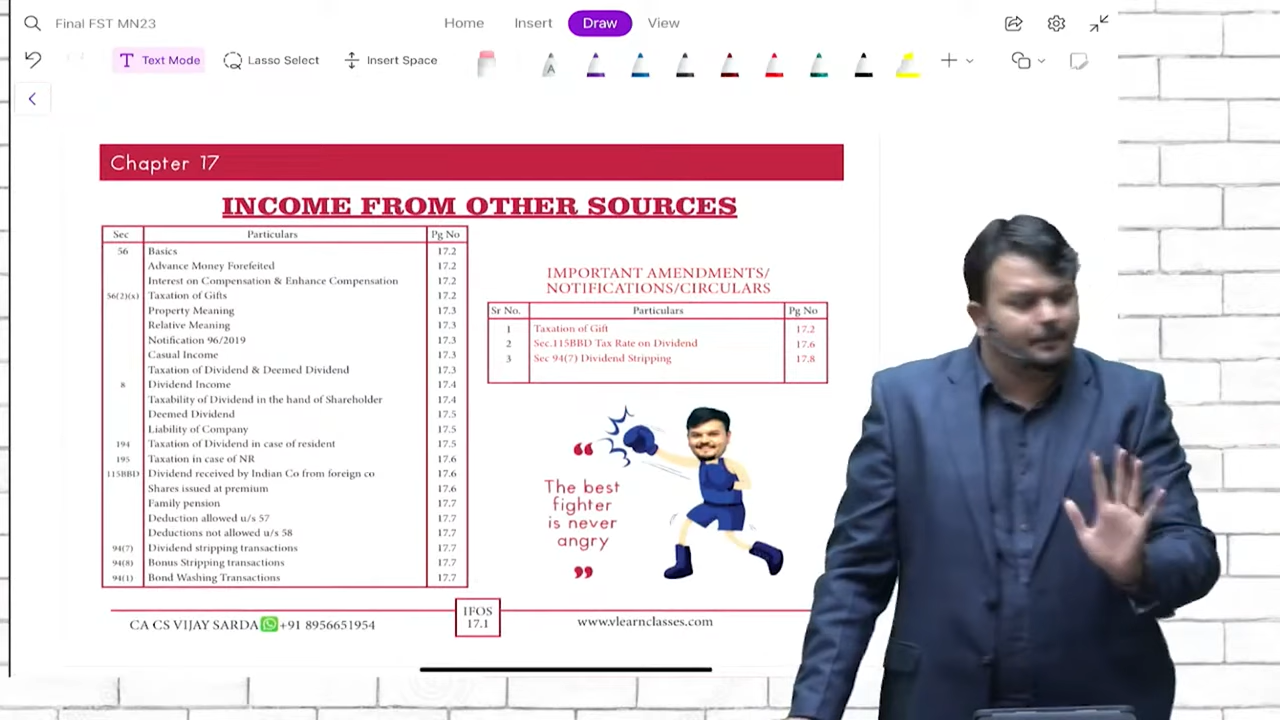 Final FST MN23
Home Insert Draw View
Text Mode Lasso Select Insert Space
A
Chapter 17
INCOME FROM OTHER SOURCES
Sec Particulars Pg No
56 Basics 17.2
Advance Money Forefeited 17.2
Interest on Compensation & Enhance Compensation 17.2
56(2)(x) Taxation of Gifts 17.2
Property Meaning 17.3
Relative Meaning 17.3
Notification 96/2019 17.3
Casual Income 17.3
Taxation of Dividend & Deemed Dividend 17.3
8 Dividend Income 17.4
Taxability of Dividend in the hand of Shareholder 17.4
Deemed Dividend 17.5
Liability of Company 17.5
194 Taxation of Dividend in case of resident 17.5
195 Taxation in case of NR 17.6
115BBD Dividend received by Indian Co from foreign co 17.6
Shares issued at premium 17.6
Family pension 17.7
Deduction allowed u/s 57 17.7
Deductions not allowed u/s 58 17.7
94(7) Dividend stripping transactions 17.7
94(8) Bonus Stripping transactions 17.7
94(1) Bond Washing Transactions 17.7
IMPORTANT AMENDMENTS/
NOTIFICATIONS/CIRCULARS
Sr No. Particulars Pg No
1 Taxation of Gift 17.2
2 Sec.115BBD Tax Rate on Dividend 17.6
3 Sec 94(7) Dividend Stripping 17.8
“
The best
fighter
is never
angry
”
CA CS VIJAY SARDA +91 8956651954
IFOS
17.1
www.vlearnclasses.com